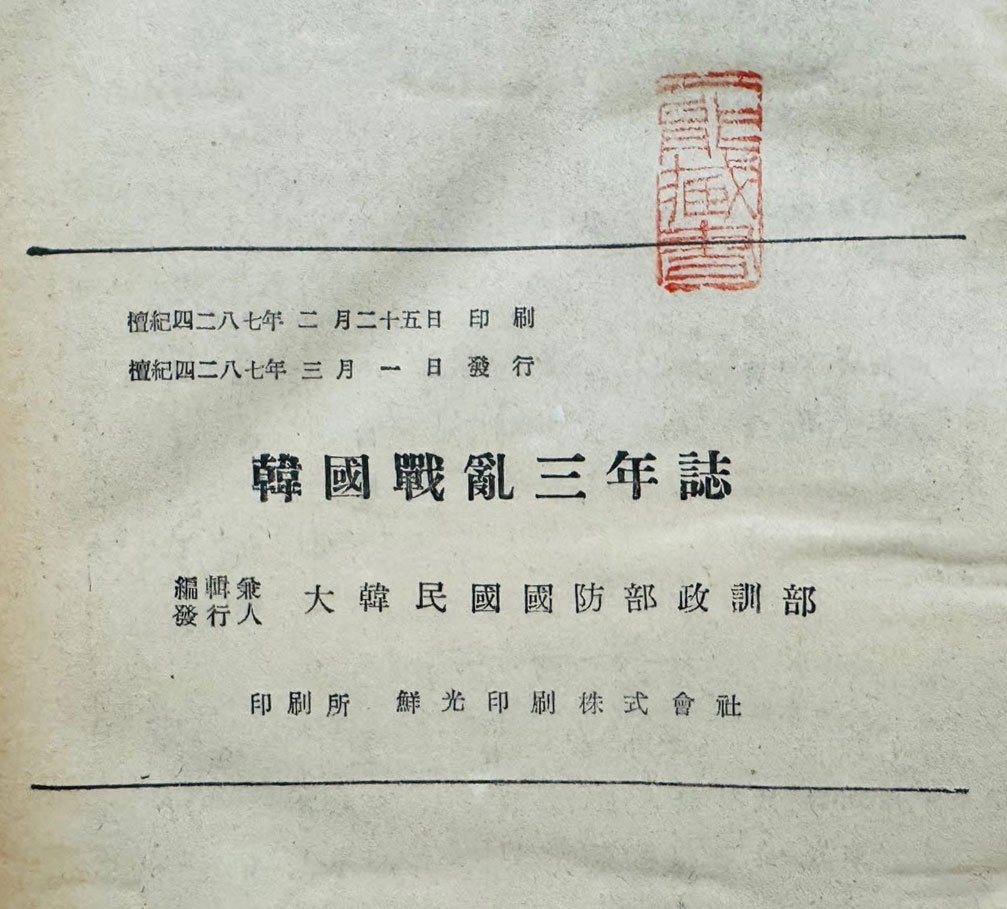 檀紀四二八七年 二 月二十五日 印 刷
檀紀四二八七年 三 月 一 日 發 行
韓國戰亂三年誌
編輯兼
發行人 大韓民國國防部政訓部
印刷所 鮮光印刷株式會社
藏書